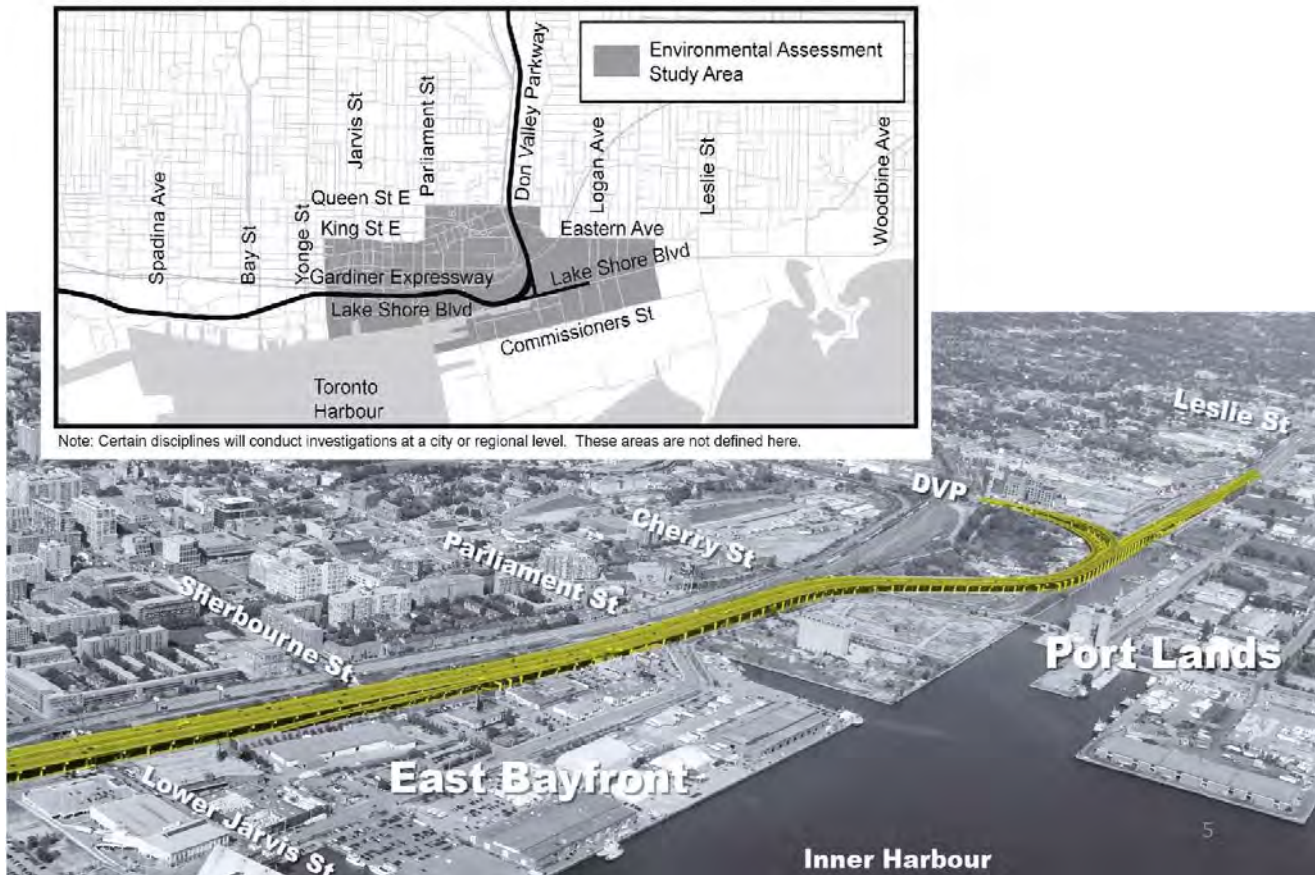 Environmental Assessment
Study Area
Don Valley Parkway
Parliament St
Jarvis St
Logan Ave
Leslie St
Woodbine Ave
Spadina Ave
Bay St
Yonge St
Queen St E
King St E
Eastern Ave
Gardiner Expressway
Lake Shore Blvd
Lake Shore Blvd
Commissioners St
Toronto
Harbour
Note: Certain disciplines will conduct investigations at a city or regional level. These areas are not defined here.
Leslie St
DVP
Cherry St
Parliament St
Sherbourne St
Port Lands
East Bayfront
Lower Jarvis St
5
Inner Harbour